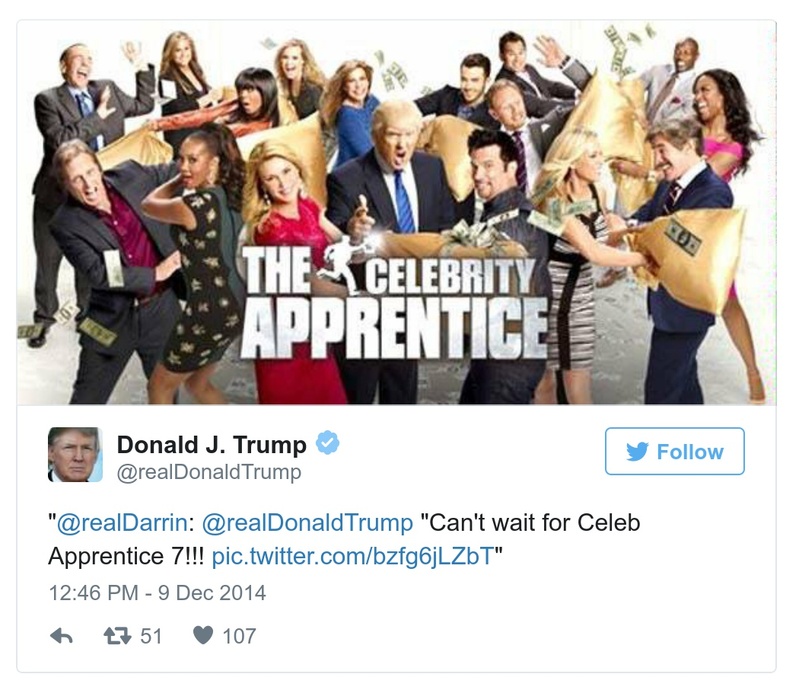 THE CELEBRITY
APPRENTICE
Donald J. Trump
@realDonaldTrump
Follow
"@realDarrin: @realDonaldTrump "Can't wait for Celeb
Apprentice 7!!! pic.twitter.com/bzfg6jLZbT"
12:46 PM - 9 Dec 2014
51 107